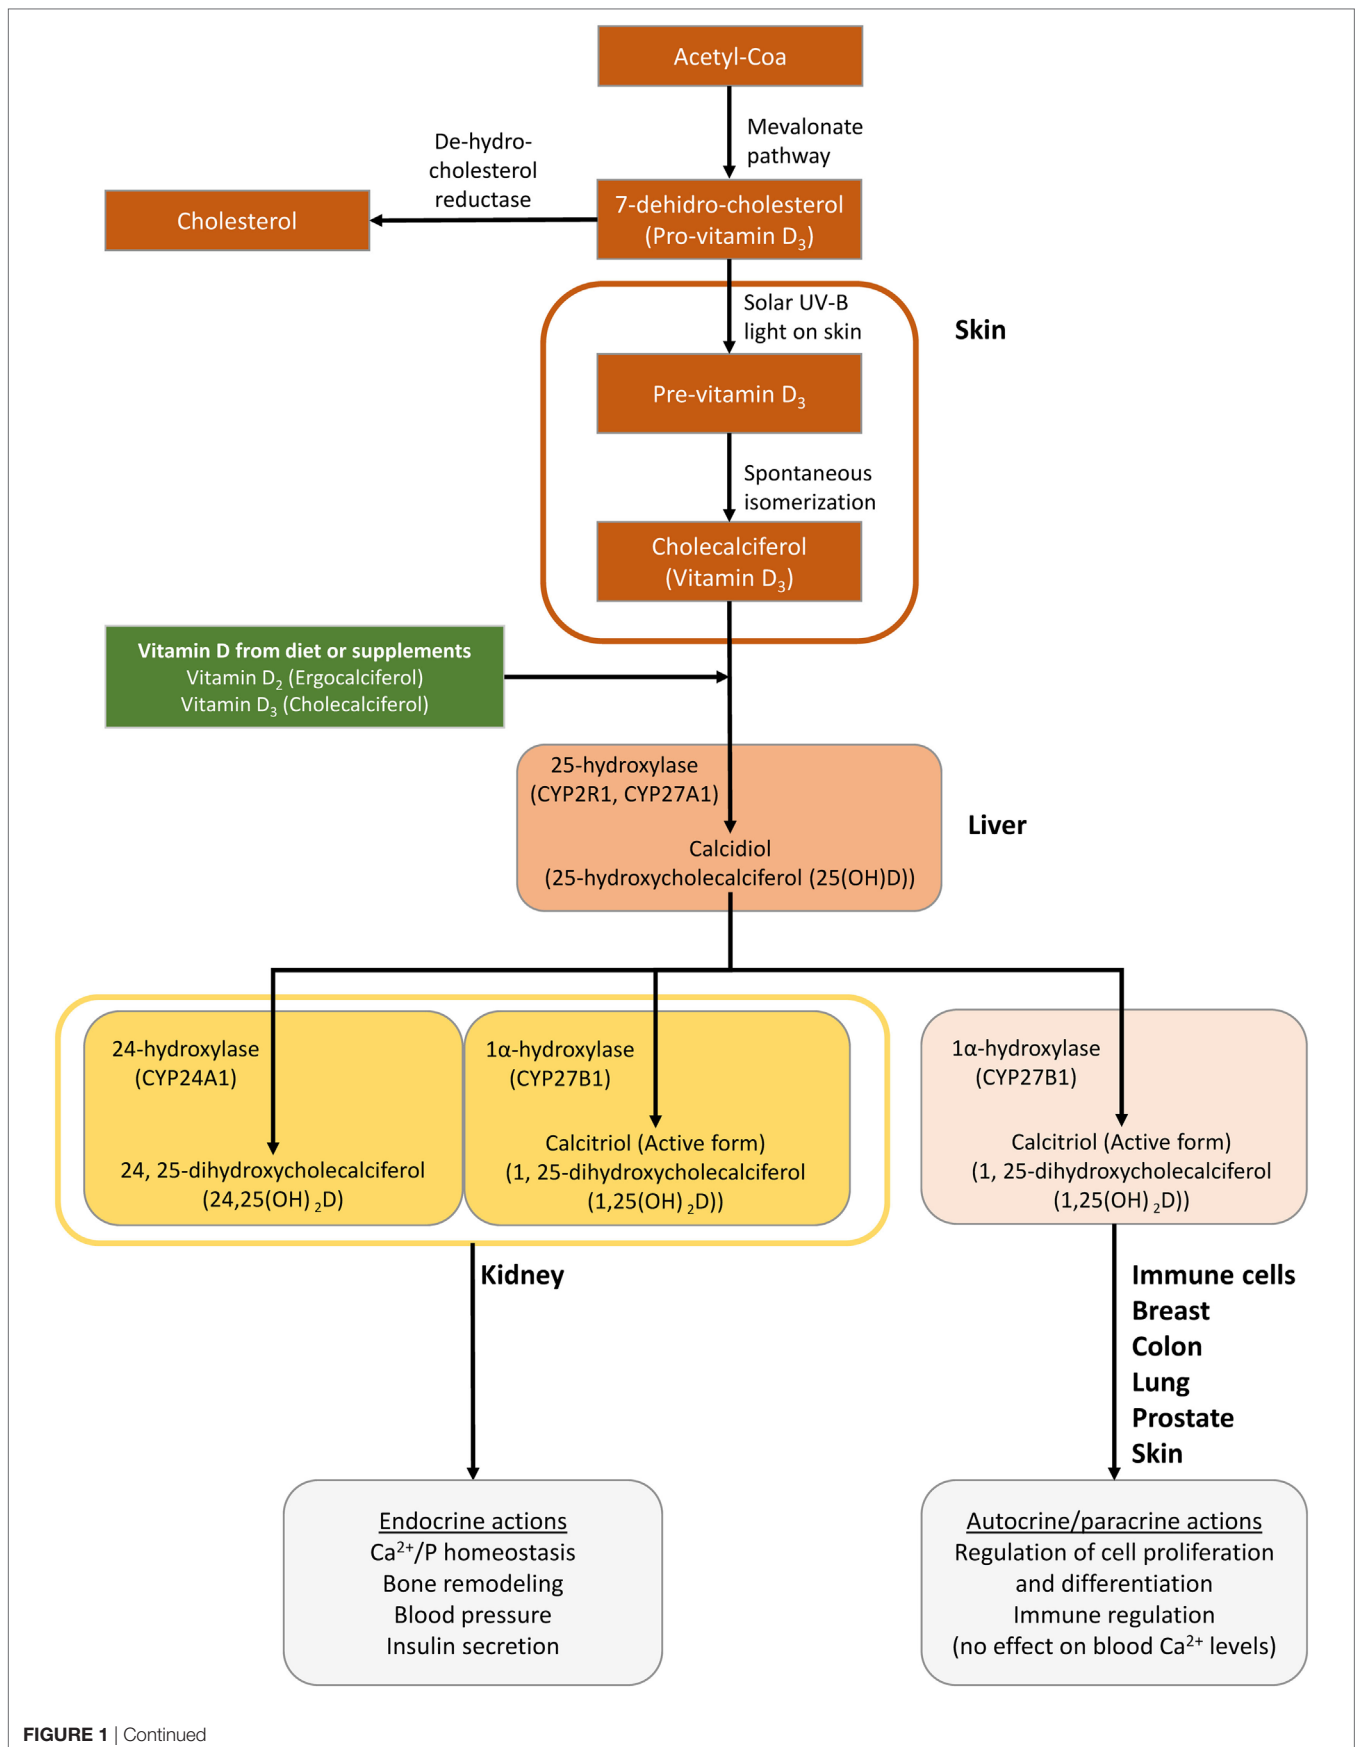 Acetyl-Coa
Mevalonate
pathway
De-hydro-
cholesterol
reductase
Cholesterol
7-dehidro-cholesterol
(Pro-vitamin D₃)
Solar UV-B
light on skin
Skin
Pre-vitamin D₃
Spontaneous
isomerization
Cholecalciferol
(Vitamin D₃)
Vitamin D from diet or supplements
Vitamin D₂ (Ergocalciferol)
Vitamin D₃ (Cholecalciferol)
25-hydroxylase
(CYP2R1, CYP27A1)
Liver
Calcidiol
(25-hydroxycholecalciferol (25(OH)D))
24-hydroxylase
(CYP24A1)
24, 25-dihydroxycholecalciferol
(24,25(OH) ₂D)
1α-hydroxylase
(CYP27B1)
Calcitriol (Active form)
(1, 25-dihydroxycholecalciferol
(1,25(OH) ₂D))
1α-hydroxylase
(CYP27B1)
Calcitriol (Active form)
(1, 25-dihydroxycholecalciferol
(1,25(OH) ₂D))
Kidney
Immune cells
Breast
Colon
Lung
Prostate
Skin
Endocrine actions
Ca²⁺/P homeostasis
Bone remodeling
Blood pressure
Insulin secretion
Autocrine/paracrine actions
Regulation of cell proliferation
and differentiation
Immune regulation
(no effect on blood Ca²⁺ levels)
FIGURE 1 | Continued